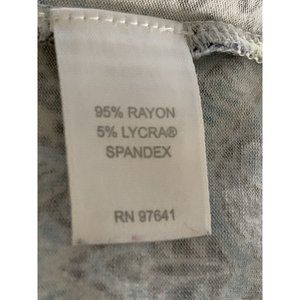 95% RAYON
5% LYCRA®
SPANDEX
RN 97641